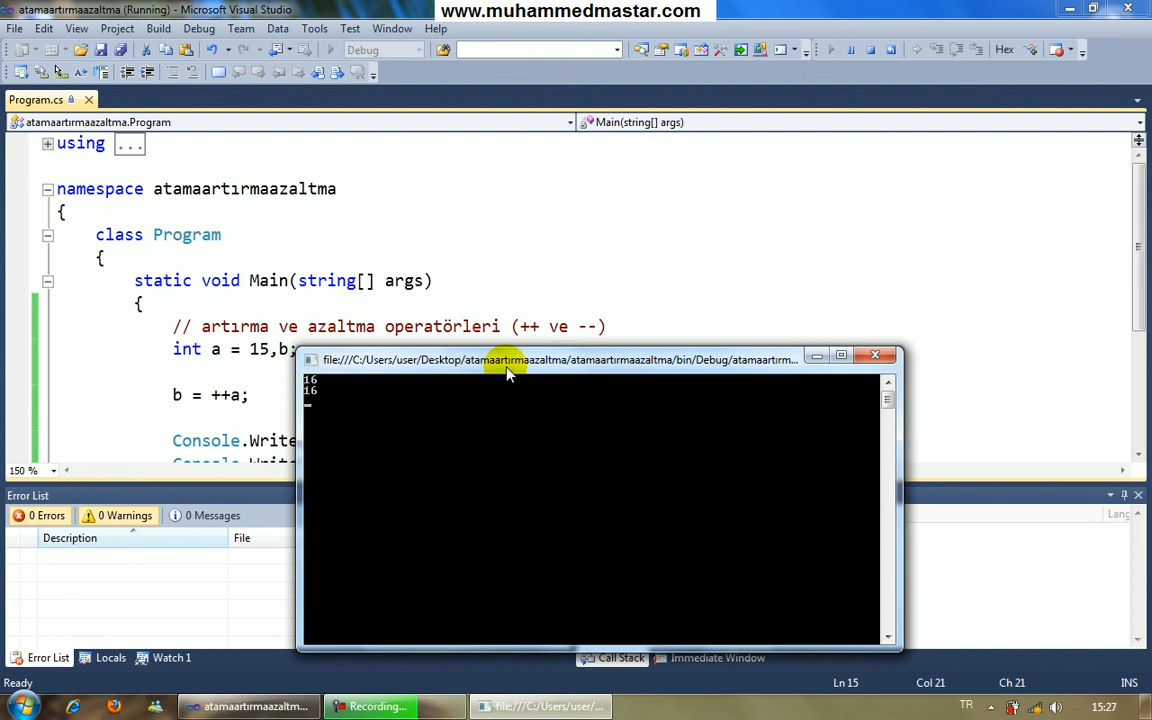 atamaartırmaazaltma (Running) - Microsoft Visual Studio
www.muhammedmastar.com
File Edit View Project Build Debug Team Data Tools Test Window Help
Debug
Hex
Program.cs
atamaartırmaazaltma.Program
Main(string[] args)
using ...
namespace atamaartırmaazaltma
{
class Program
{
static void Main(string[] args)
{
// artırma ve azaltma operatörleri (++ ve --)
int a = 15,b;
b = ++a;
Console.Write
file:///C:/Users/user/Desktop/atamaartırmaazaltma/atamaartırmaazaltma/bin/Debug/atamaartırm...
16
16
150 %
Error List
0 Errors
0 Warnings
0 Messages
Description
File
Error List
Locals
Watch 1
Call Stack
Immediate Window
Ready
Ln 15
Col 21
Ch 21
INS
atamaartırmaazaltm...
Recording...
file:///C:/Users/user/...
TR
15:27